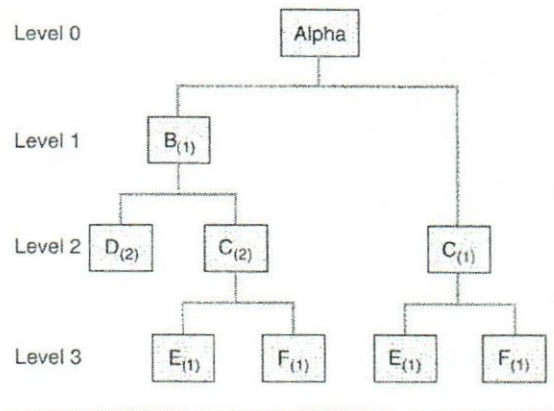 Level 0 Alpha
Level 1 B(1)
Level 2 D(2) C(2) C(1)
Level 3 E(1) F(1) E(1) F(1)